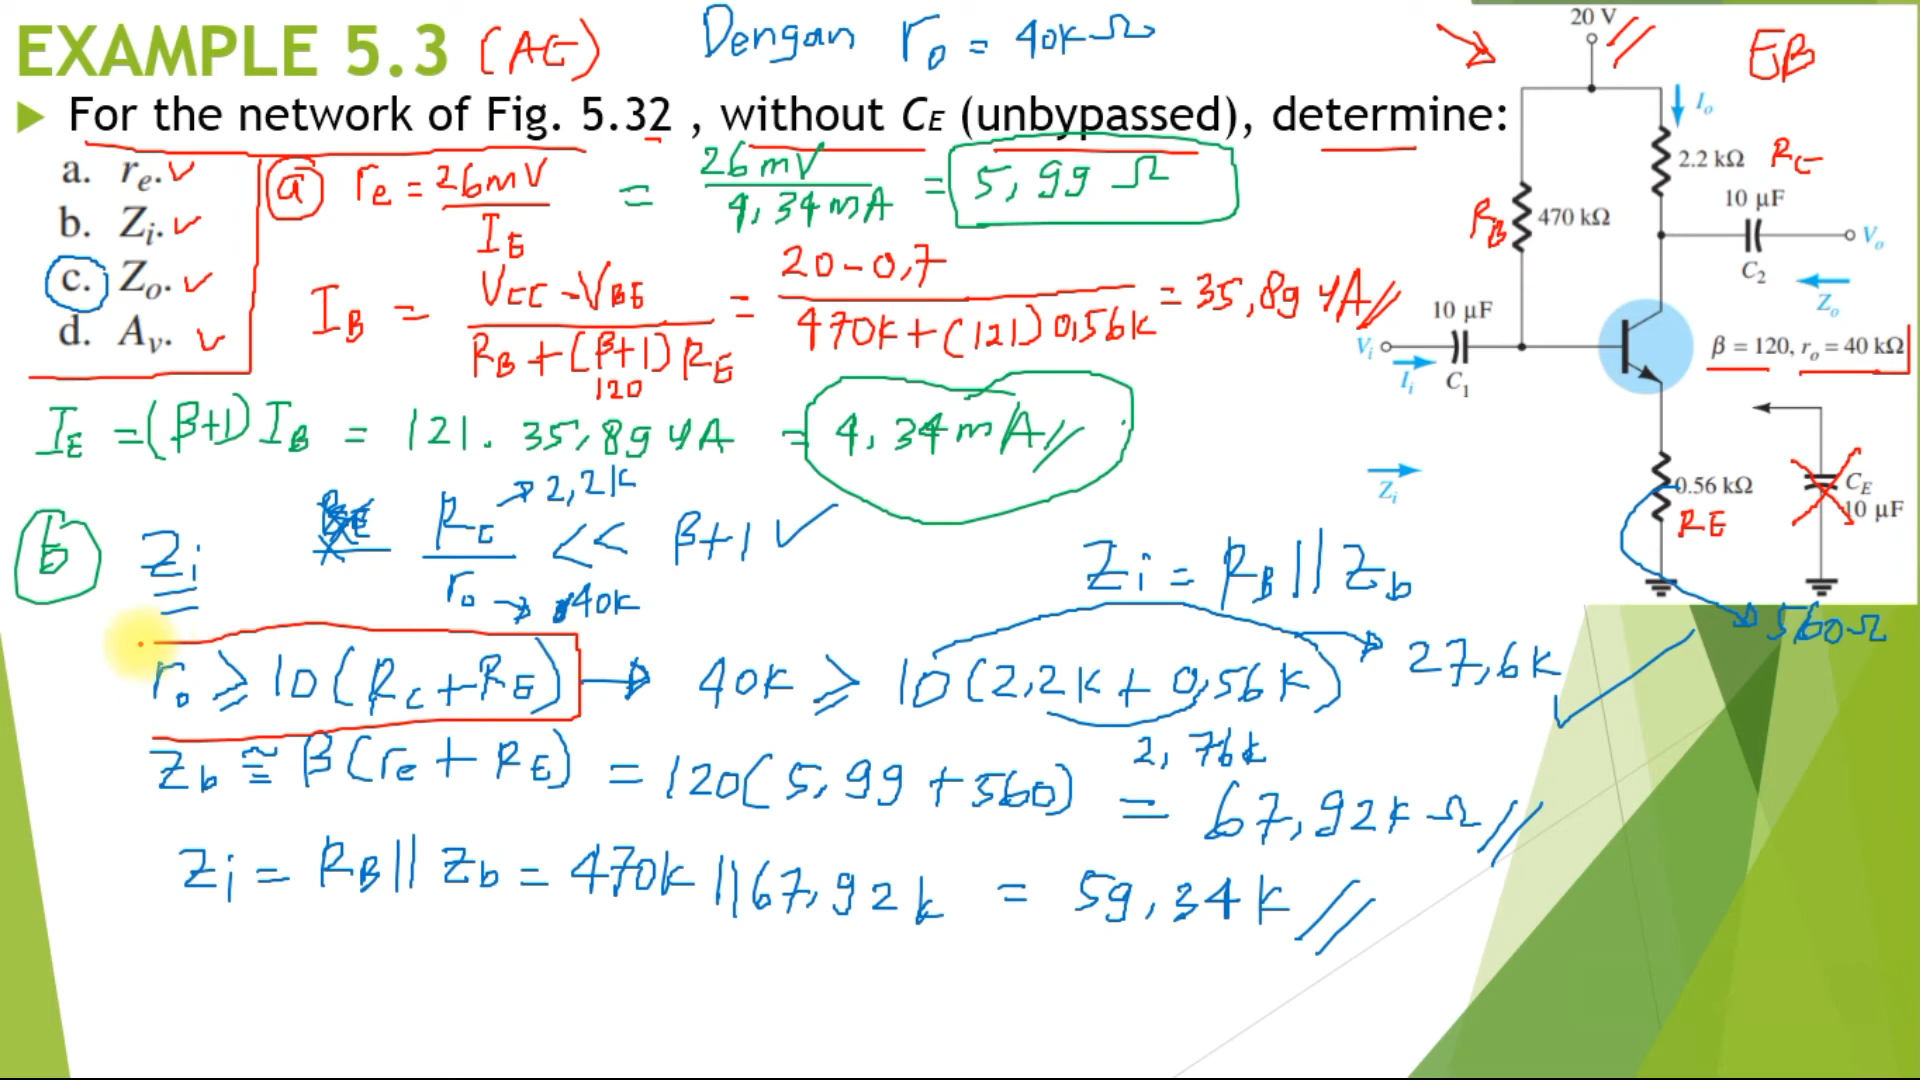 EXAMPLE 5.3 (AC) Dengan ro = 40kΩ
For the network of Fig. 5.32 , without CE (unbypassed), determine:
a. re.
b. Zi.
c. Zo.
d. Av.
a re = 26mV / IE = 26mV / 4,34mA = 5,99 Ω
IB = VCC - VBE / RB + (β+1) RE = 20-0,7 / 470k + (121) 0,56k = 35,89 μA
120
IE = (β+1) IB = 121 . 35,89 μA = 4,34mA
b Zi
RC / ro << β+1
2,2k
40k
Zi = RB || Zb
ro ≥ 10 (RC + RE) → 40k ≥ 10 (2,2k + 0,56k) → 27,6k
2,76k
Zb ≅ β (re + RE) = 120 (5,99 + 560) = 67,92k Ω
Zi = RB || Zb = 470k || 67,92k = 59,34k
20 V
EB
Io
2.2 kΩ RC
10 μF
RB 470 kΩ
Vo
C2
Zo
10 μF
Vi
Ii
C1
β = 120, ro = 40 kΩ
Zi
0.56 kΩ
RE
CE
10 μF
560Ω